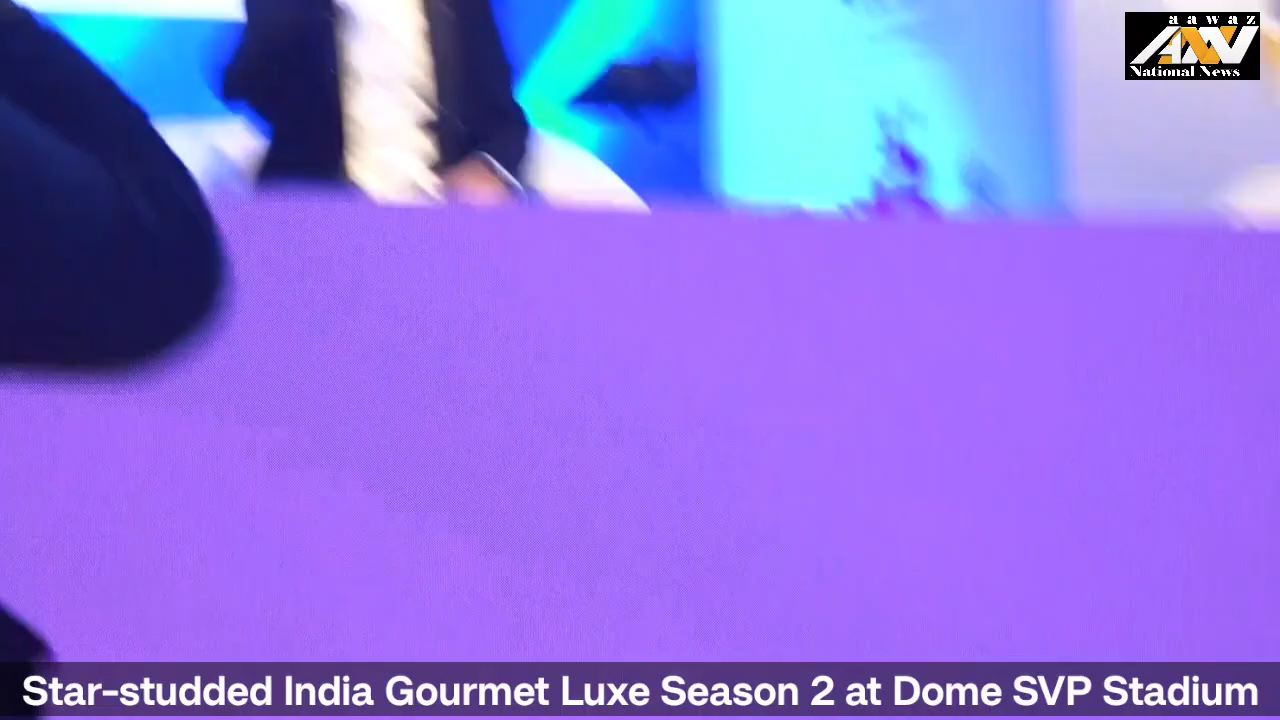 aawaz
ANN
National News
Star-studded India Gourmet Luxe Season 2 at Dome SVP Stadium